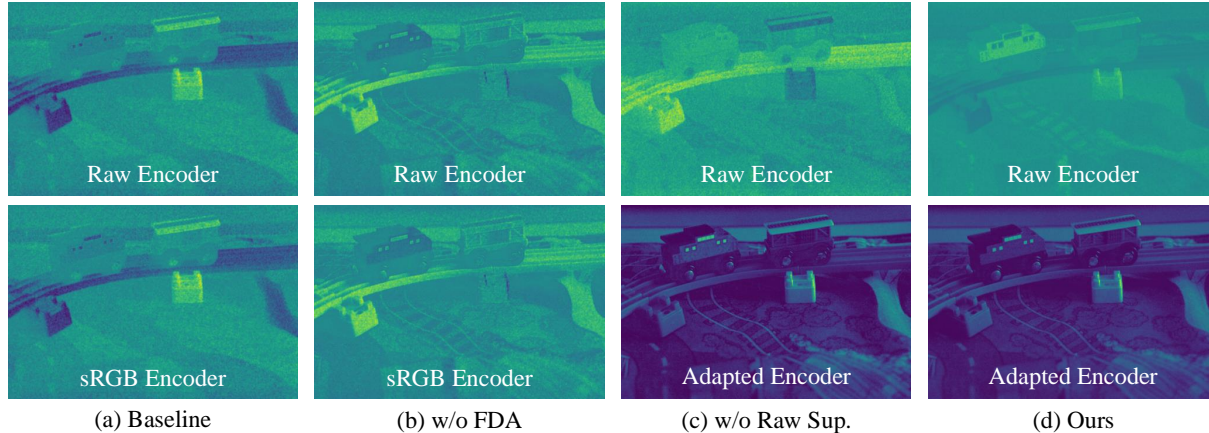 Raw Encoder
Raw Encoder
Raw Encoder
Raw Encoder
sRGB Encoder
sRGB Encoder
Adapted Encoder
Adapted Encoder
(a) Baseline
(b) w/o FDA
(c) w/o Raw Sup.
(d) Ours